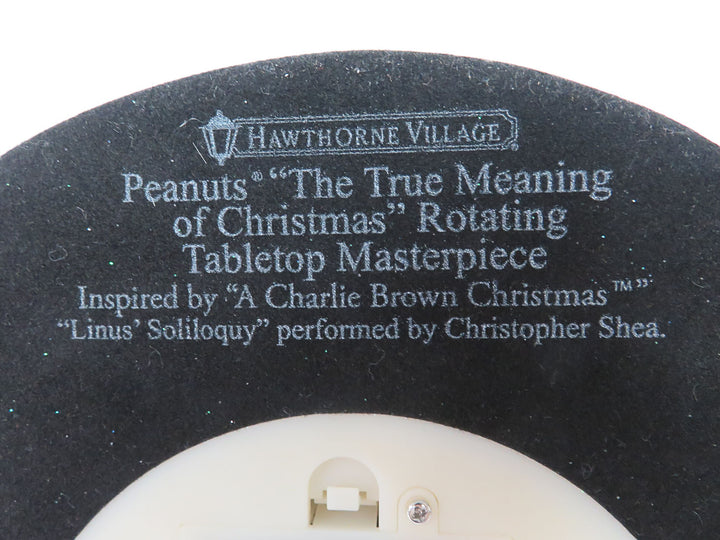 HAWTHORNE VILLAGE®
Peanuts® “The True Meaning
of Christmas” Rotating
Tabletop Masterpiece
Inspired by “A Charlie Brown Christmas™”
“Linus’ Soliloquy” performed by Christopher Shea.